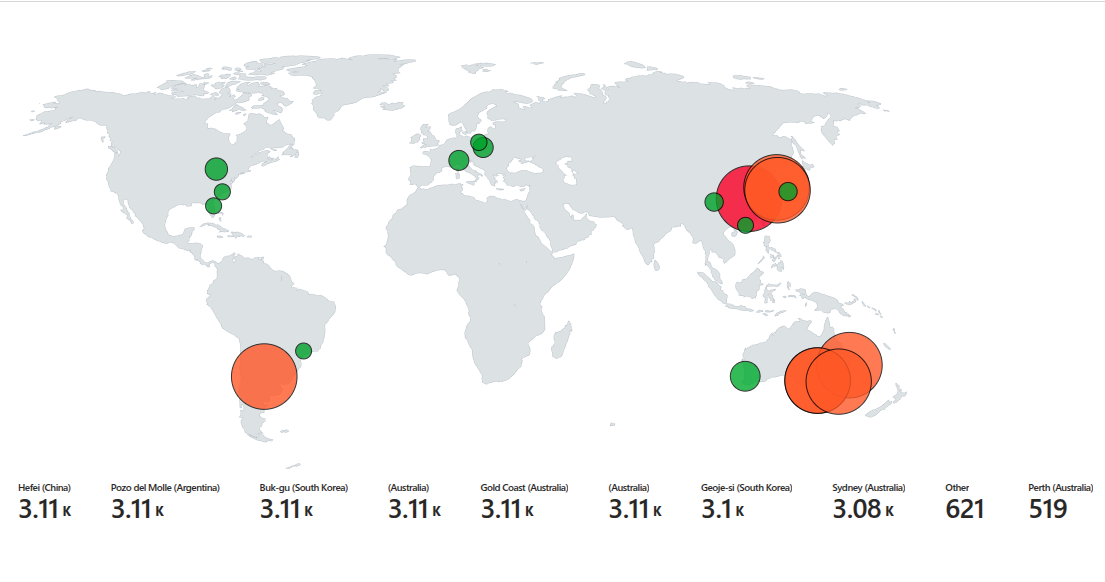 Hefei (China) Pozo del Molle (Argentina) Buk-gu (South Korea) (Australia) Gold Coast (Australia) (Australia) Geoje-si (South Korea) Sydney (Australia) Other Perth (Australia)
3.11 K 3.11 K 3.11 K 3.11 K 3.11 K 3.11 K 3.1 K 3.08 K 621 519